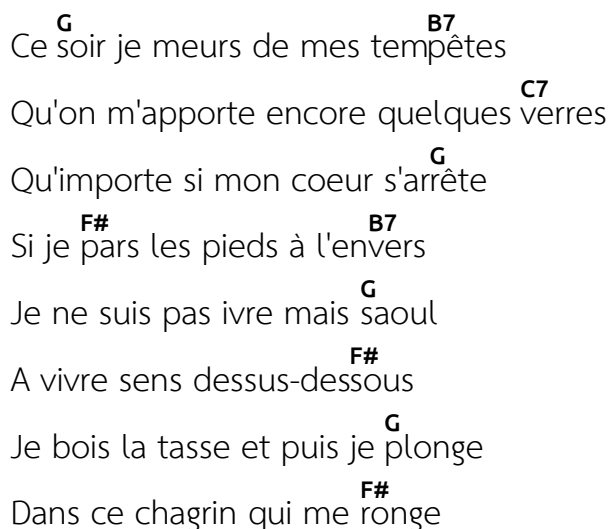 G B7
Ce soir je meurs de mes tempêtes
C7
Qu'on m'apporte encore quelques verres
G
Qu'importe si mon coeur s'arrête
F# B7
Si je pars les pieds à l'envers
G
Je ne suis pas ivre mais saoul
F#
A vivre sens dessus-dessous
G
Je bois la tasse et puis je plonge
F#
Dans ce chagrin qui me ronge